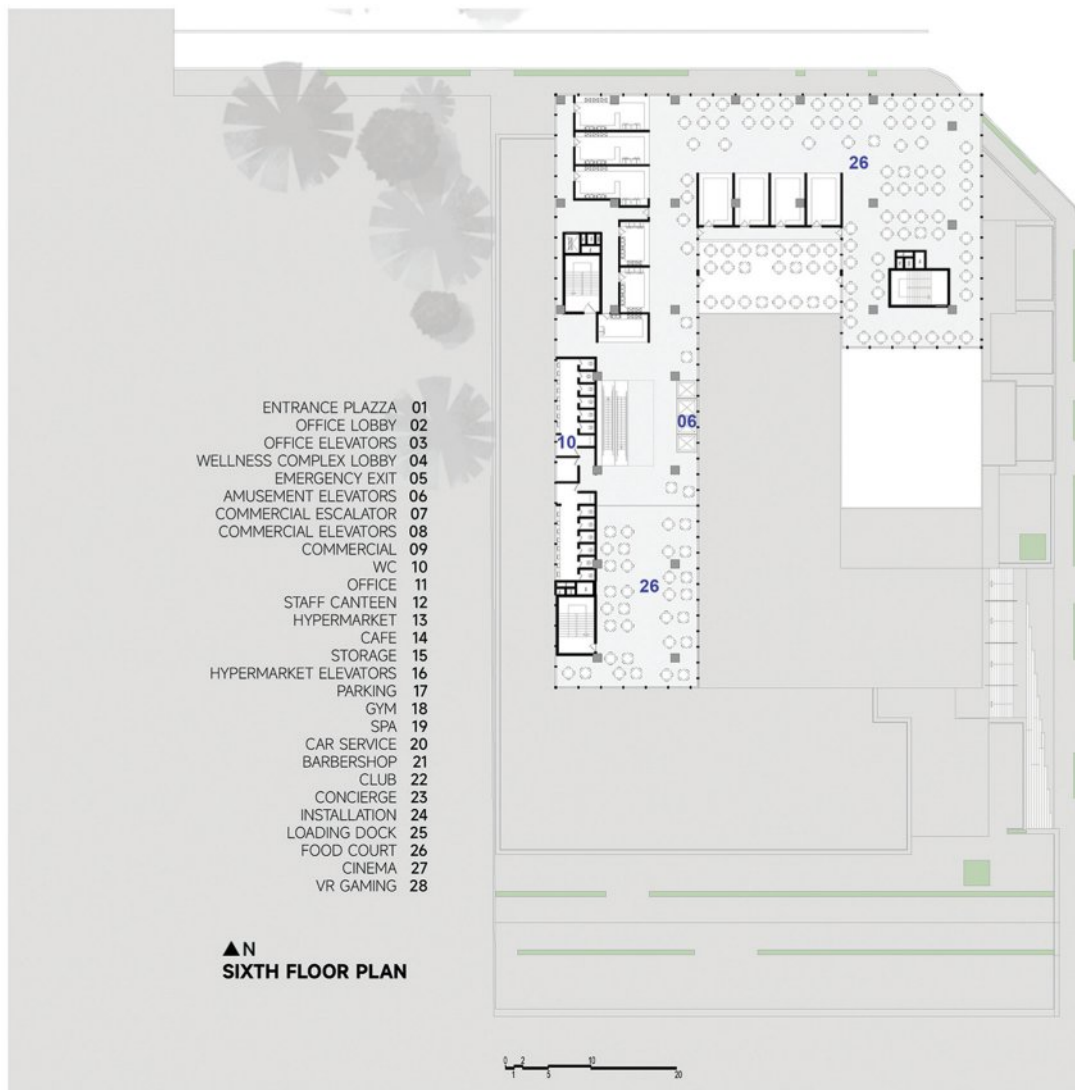 26
06
10
26
ENTRANCE PLAZZA 01
OFFICE LOBBY 02
OFFICE ELEVATORS 03
WELLNESS COMPLEX LOBBY 04
EMERGENCY EXIT 05
AMUSEMENT ELEVATORS 06
COMMERCIAL ESCALATOR 07
COMMERCIAL ELEVATORS 08
COMMERCIAL 09
WC 10
OFFICE 11
STAFF CANTEEN 12
HYPERMARKET 13
CAFE 14
STORAGE 15
HYPERMARKET ELEVATORS 16
PARKING 17
GYM 18
SPA 19
CAR SERVICE 20
BARBERSHOP 21
CLUB 22
CONCIERGE 23
INSTALLATION 24
LOADING DOCK 25
FOOD COURT 26
CINEMA 27
VR GAMING 28
▲N
SIXTH FLOOR PLAN
0 2 10
1 5 20